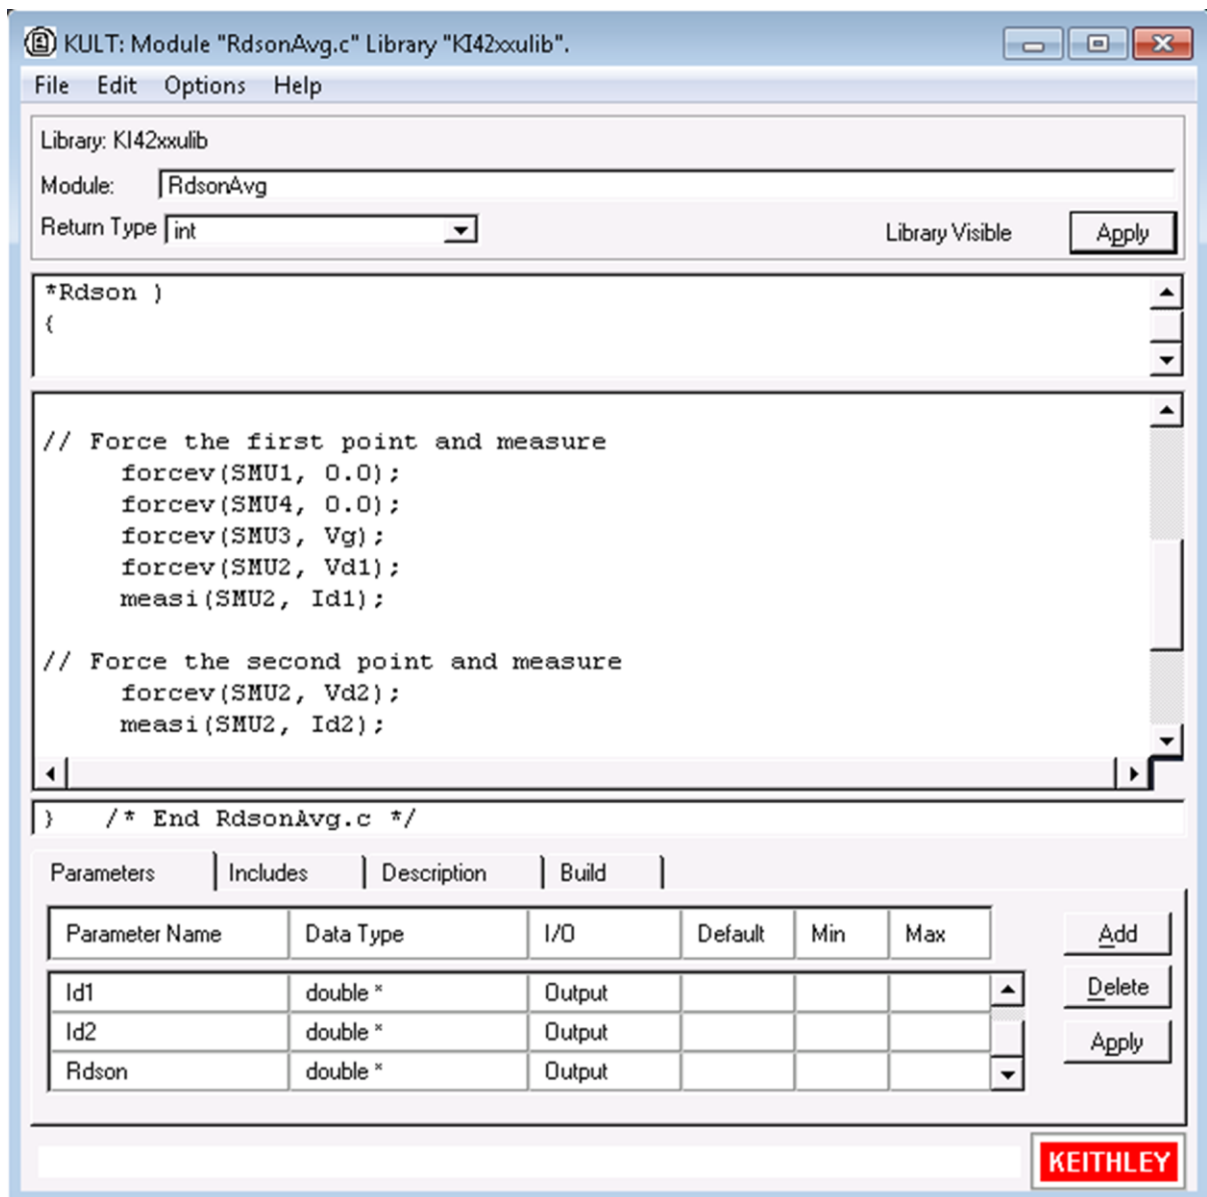 KULT: Module "RdsonAvg.c" Library "KI42xxulib".
File Edit Options Help
Library: KI42xxulib
Module: RdsonAvg
Return Type int Library Visible Apply
*Rdson )
{
// Force the first point and measure
forcev(SMU1, 0.0);
forcev(SMU4, 0.0);
forcev(SMU3, Vg);
forcev(SMU2, Vd1);
measi(SMU2, Id1);
// Force the second point and measure
forcev(SMU2, Vd2);
measi(SMU2, Id2);
} /* End RdsonAvg.c */
Parameters Includes Description Build
Parameter Name Data Type I/O Default Min Max Add
Id1 double * Output Delete
Id2 double * Output
Apply
Rdson double * Output
KEITHLEY